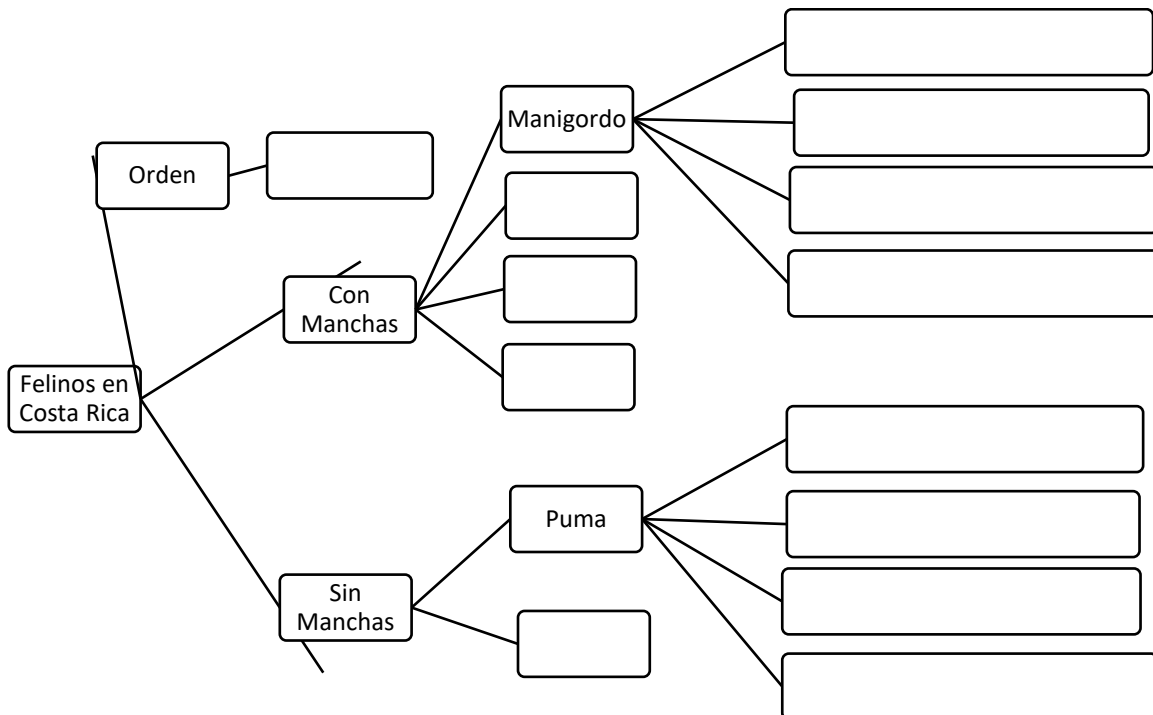 Manigordo
Orden
Con
Manchas
Felinos en
Costa Rica
Puma
Sin
Manchas